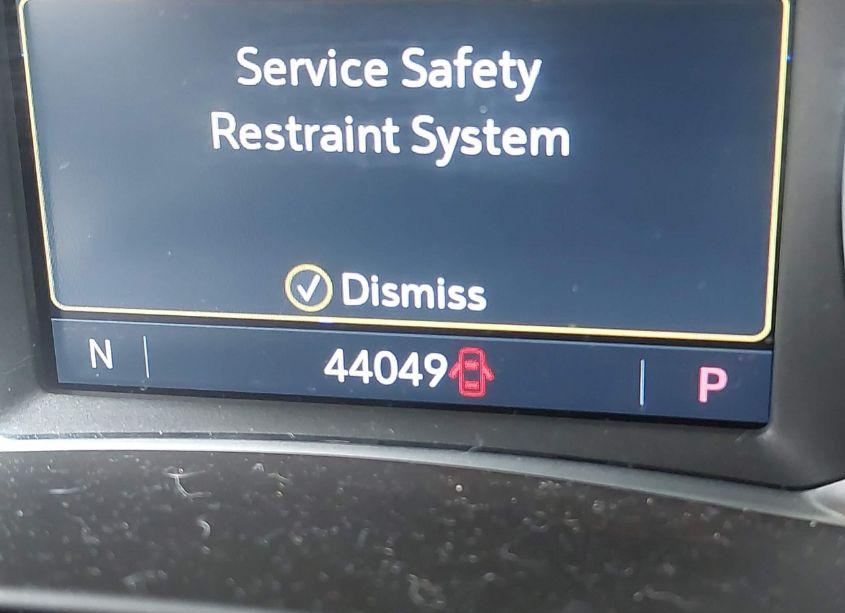 Service Safety
Restraint System
Dismiss
N 44049 P